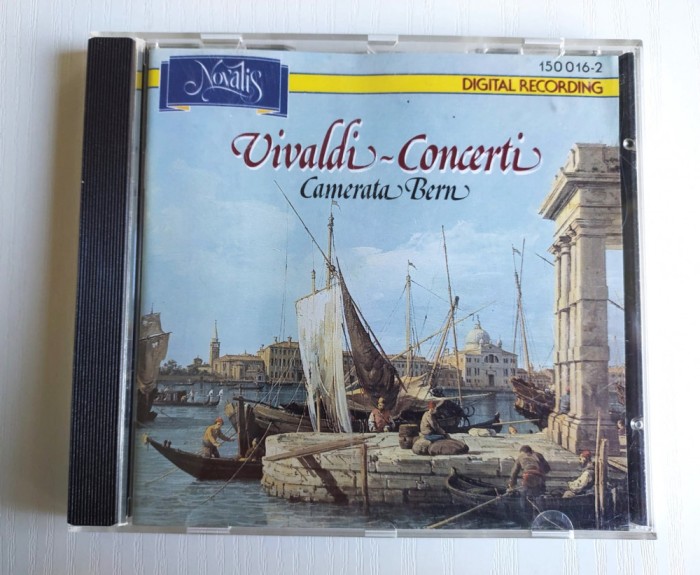 Novalis
150 016-2
DIGITAL RECORDING
Vivaldi ~ Concerti
Camerata Bern